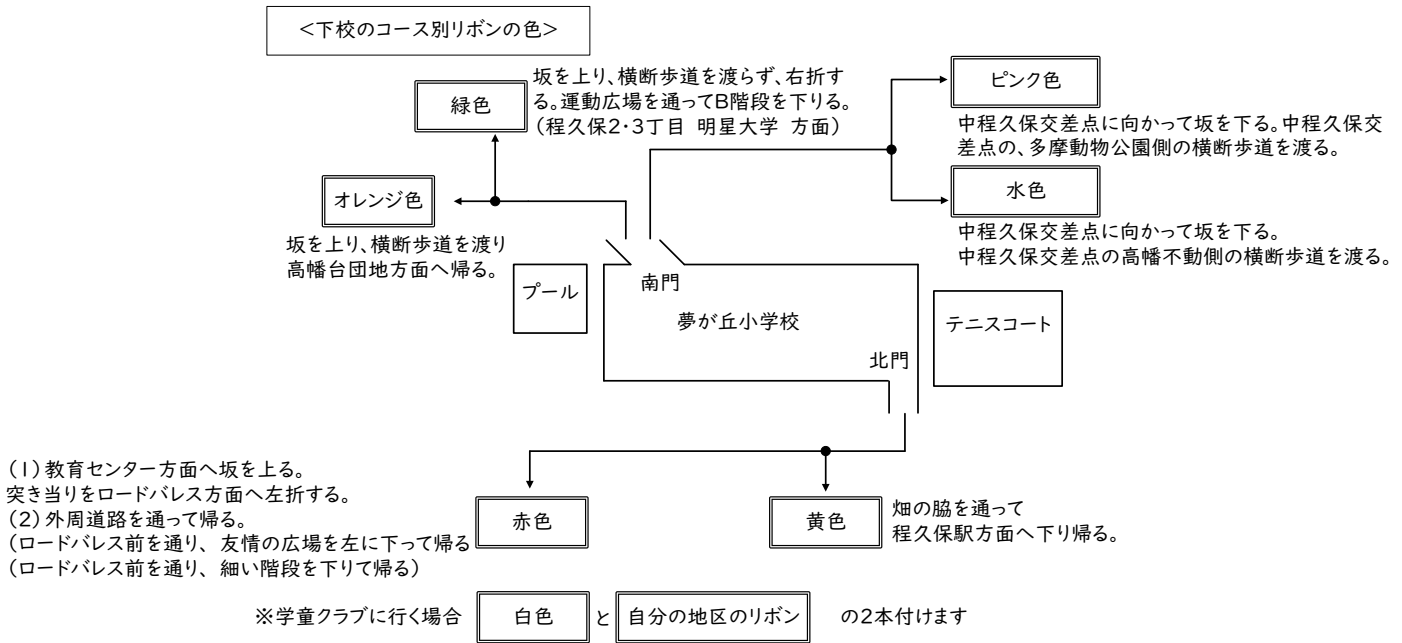 <下校のコース別リボンの色>
緑色
坂を上り、横断歩道を渡らず、右折す
る。運動広場を通ってB階段を下りる。
(程久保2・3丁目 明星大学 方面)
ピンク色
中程久保交差点に向かって坂を下る。中程久保交
差点の、多摩動物公園側の横断歩道を渡る。
オレンジ色
坂を上り、横断歩道を渡り
高幡台団地方面へ帰る。
水色
中程久保交差点に向かって坂を下る。
中程久保交差点の高幡不動側の横断歩道を渡る。
プール
南門
夢が丘小学校
テニスコート
北門
(1)教育センター方面へ坂を上る。
突き当りをロードバレス方面へ左折する。
(2)外周道路を通って帰る。
(ロードバレス前を通り、友情の広場を左に下って帰る
(ロードバレス前を通り、細い階段を下りて帰る)
赤色
黄色
畑の脇を通って
程久保駅方面へ下り帰る。
※学童クラブに行く場合 白色 と 自分の地区のリボン の2本付けます